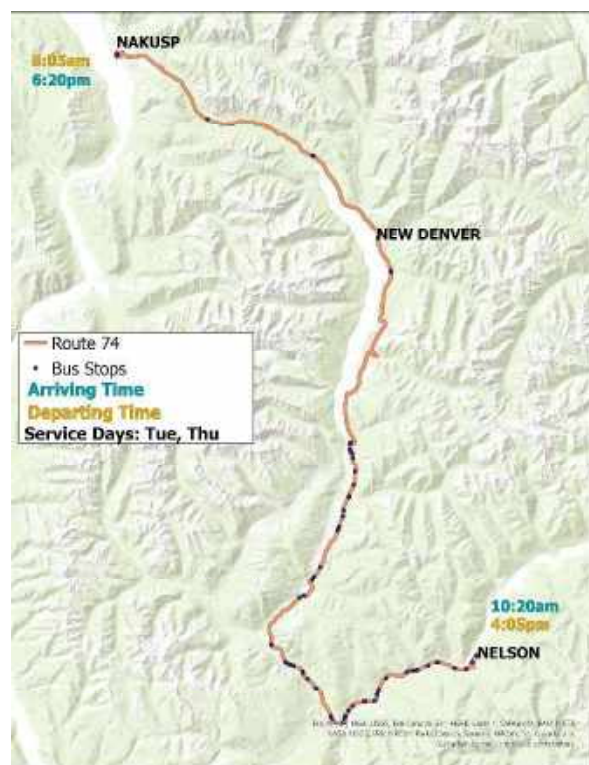 NAKUSP
8:05am
6:20pm
NEW DENVER
Route 74
Bus Stops
Arriving Time
Departing Time
Service Days: Tue, Thu
10:20am
4:05pm
NELSON